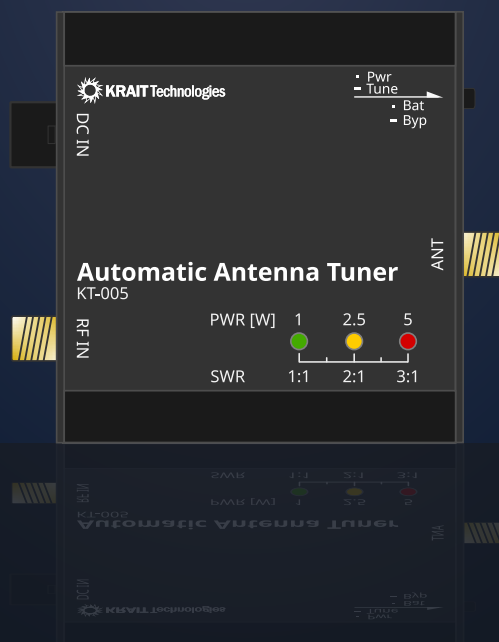 KRAIT Technologies
Pwr
Tune
Bat
Byp
DC IN
ANT
Automatic Antenna Tuner
KT-005
RF IN
PWR [W] 1 2.5 5
SWR 1:1 2:1 3:1